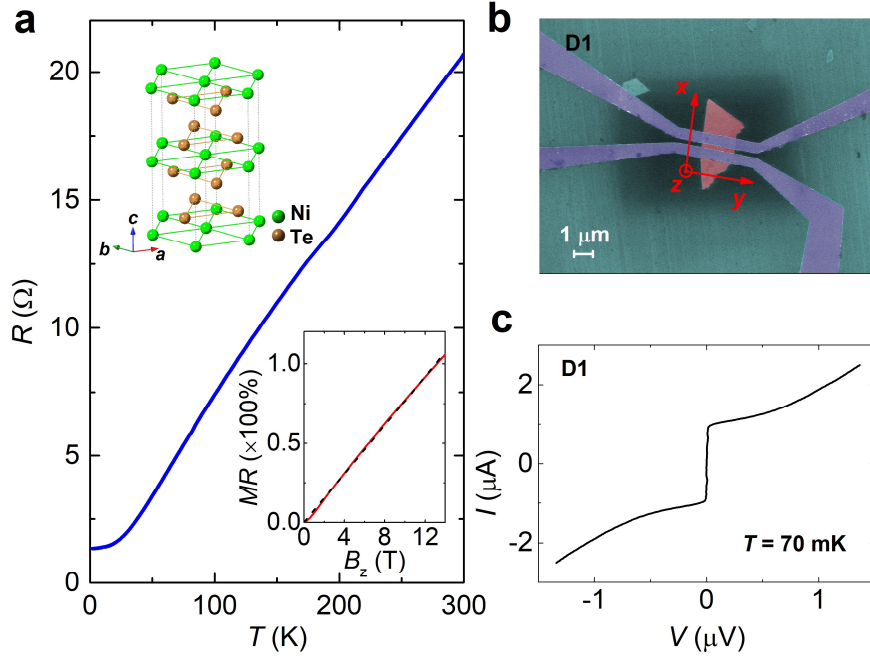 a
20
15
10
5
0
R (Ω)
0
100
200
300
T (K)
Ni
Te
c
b
a
1.0
0.5
0.0
MR (×100%)
0
4
8
12
B_z (T)
b
D1
x
y
z
1 μm
c
D1
2
0
-2
I (μA)
T = 70 mK
-1
0
1
V (μV)